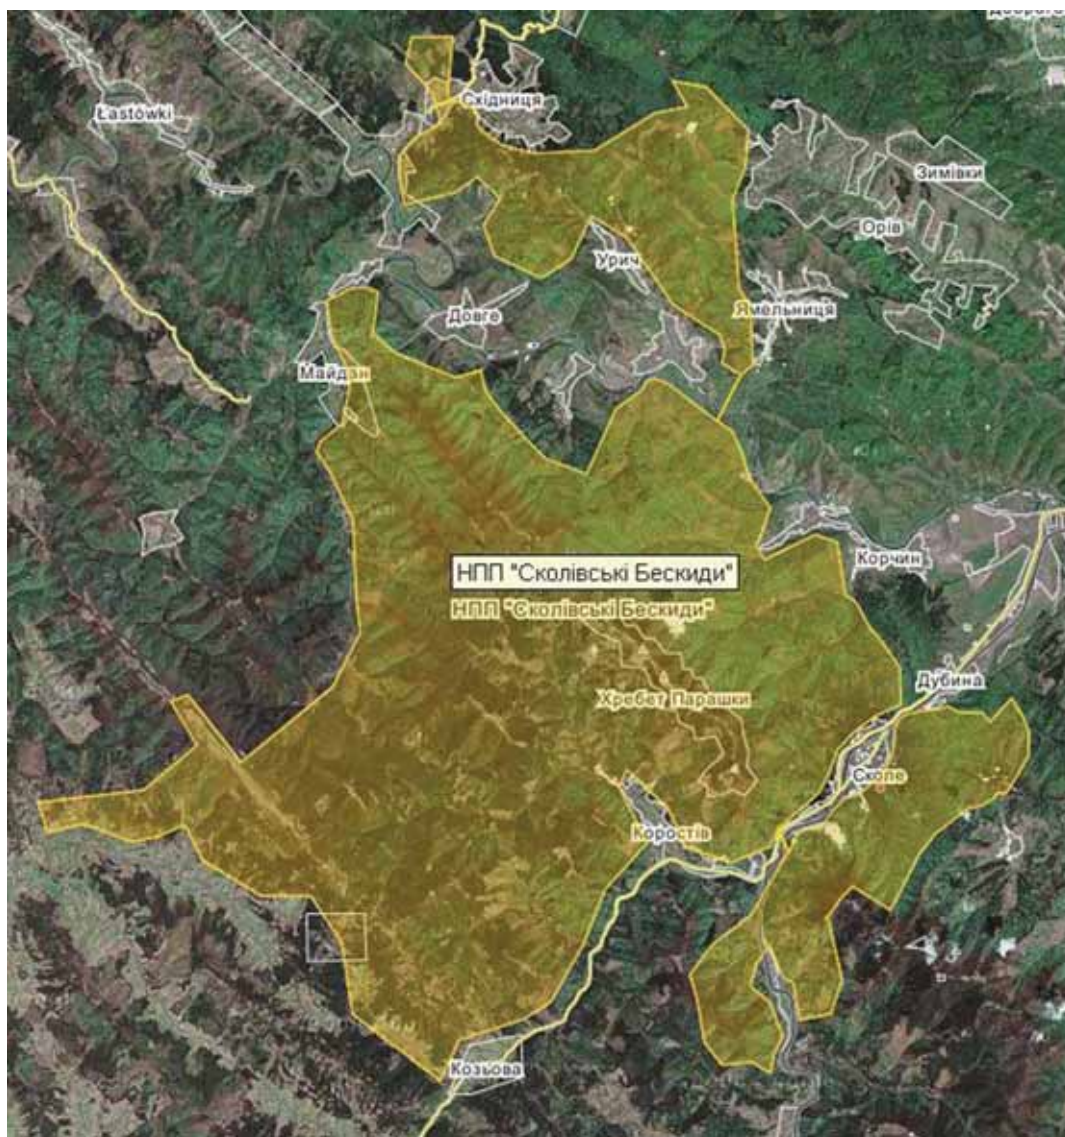 Східниця
Łastówki
Зимівки
Орів
Урич
Ямельниця
Довге
Майдан
Корчин
НПП "Сколівські Бескиди"
НПП "Сколівські Бескиди"
Дубина
Хребет Парашки
Сколе
Коростів
Козьова